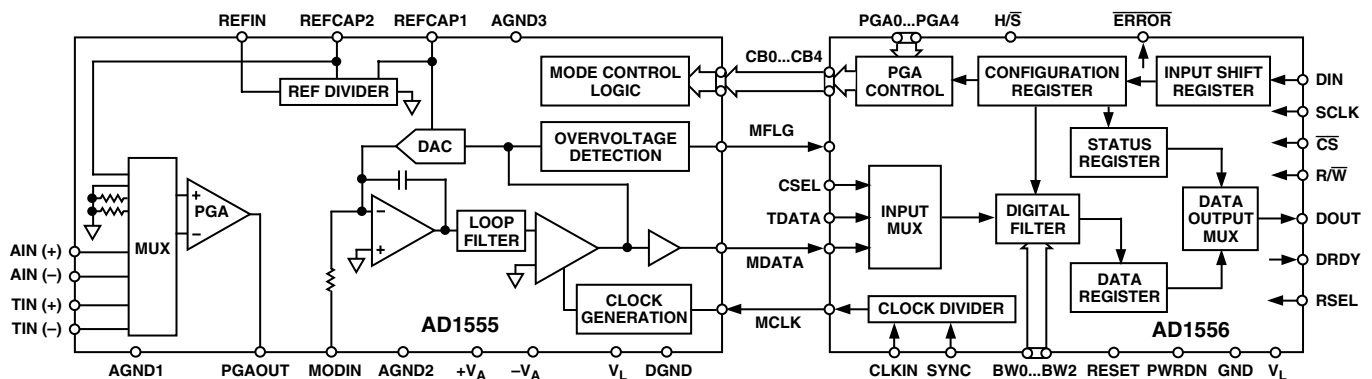 REFIN
REFCAP2
REFCAP1
AGND3
PGA0...PGA4
H/S̅
E̅R̅R̅O̅R̅
CB0...CB4
MODE CONTROL
LOGIC
PGA
CONTROL
CONFIGURATION
REGISTER
INPUT SHIFT
REGISTER
DIN
SCLK
C̅S̅
R/W̅
DOUT
DRDY
RSEL
REF DIVIDER
DAC
OVERVOLTAGE
DETECTION
MFLG
STATUS
REGISTER
CSEL
TDATA
MDATA
MCLK
INPUT
MUX
DIGITAL
FILTER
DATA
OUTPUT
MUX
DATA
REGISTER
MUX
+
PGA
−
−
+
LOOP
FILTER
AIN (+)
AIN (−)
TIN (+)
TIN (−)
CLOCK
GENERATION
AD1555
CLOCK DIVIDER
AD1556
AGND1
PGAOUT
MODIN
AGND2
+VA
−VA
VL
DGND
CLKIN
SYNC
BW0...BW2
RESET
PWRDN
GND
VL